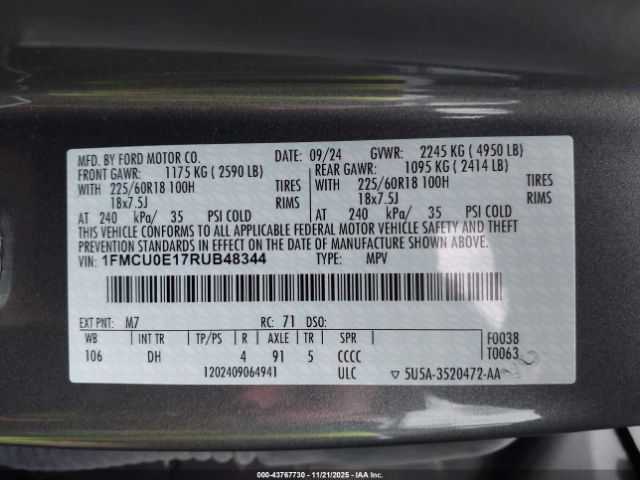 MFD. BY FORD MOTOR CO. DATE: 09/24 GVWR: 2245 KG ( 4950 LB)
FRONT GAWR: 1175 KG ( 2590 LB) REAR GAWR: 1095 KG ( 2414 LB)
WITH 225/60R18 100H TIRES WITH 225/60R18 100H TIRES
18x7.5J RIMS 18x7.5J RIMS
AT 240 kPa/ 35 PSI COLD AT 240 kPa/ 35 PSI COLD
THIS VEHICLE CONFORMS TO ALL APPLICABLE FEDERAL MOTOR VEHICLE SAFETY AND THEFT
PREVENTION STANDARDS IN EFFECT ON THE DATE OF MANUFACTURE SHOWN ABOVE.
VIN: 1FMCU0E17RUB48344 TYPE: MPV
EXT PNT: M7 RC: 71 DSO:
WB INT TR TP/PS R AXLE TR SPR F0038
106 DH 4 91 5 CCCC T0063
1202409064941 ULC ▽ 5U5A-3520472-AA
IMAGE: 000-43767730 - 11/21/2025 - IAA, Inc.